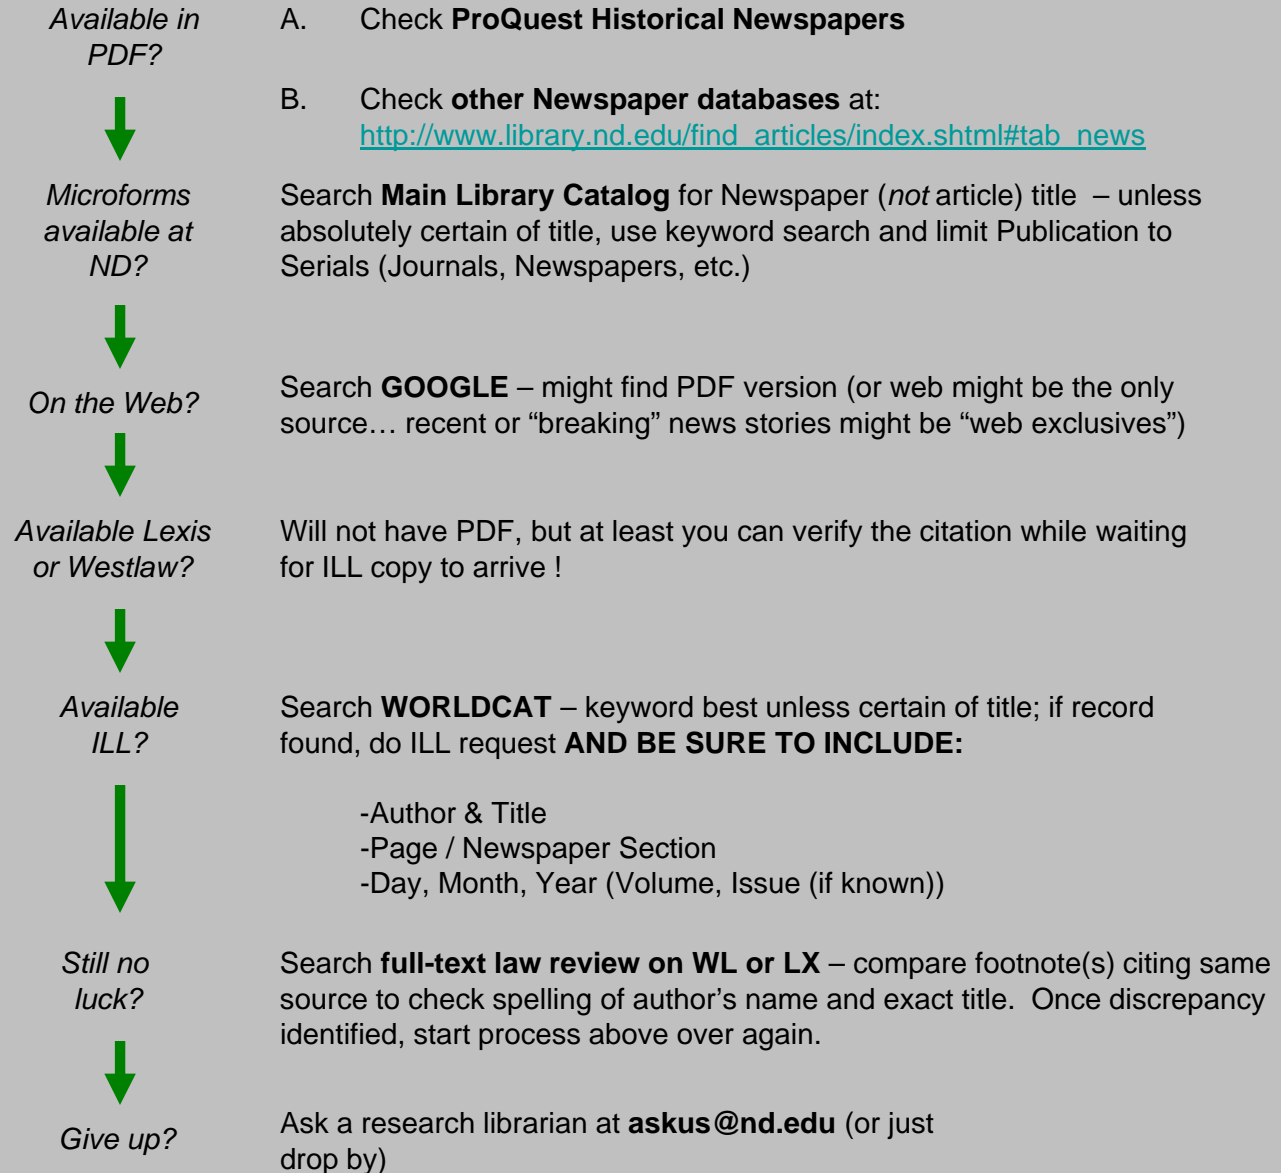 Available in
PDF?
A. Check ProQuest Historical Newspapers
B. Check other Newspaper databases at:
http://www.library.nd.edu/find_articles/index.shtml#tab_news
Microforms
available at
ND?
Search Main Library Catalog for Newspaper (not article) title – unless
absolutely certain of title, use keyword search and limit Publication to
Serials (Journals, Newspapers, etc.)
On the Web?
Search GOOGLE – might find PDF version (or web might be the only
source… recent or “breaking” news stories might be “web exclusives”)
Available Lexis
or Westlaw?
Will not have PDF, but at least you can verify the citation while waiting
for ILL copy to arrive !
Available
ILL?
Search WORLDCAT – keyword best unless certain of title; if record
found, do ILL request AND BE SURE TO INCLUDE:
-Author & Title
-Page / Newspaper Section
-Day, Month, Year (Volume, Issue (if known))
Still no
luck?
Search full-text law review on WL or LX – compare footnote(s) citing same
source to check spelling of author’s name and exact title.  Once discrepancy
identified, start process above over again.
Give up?
Ask a research librarian at askus@nd.edu (or just
drop by)